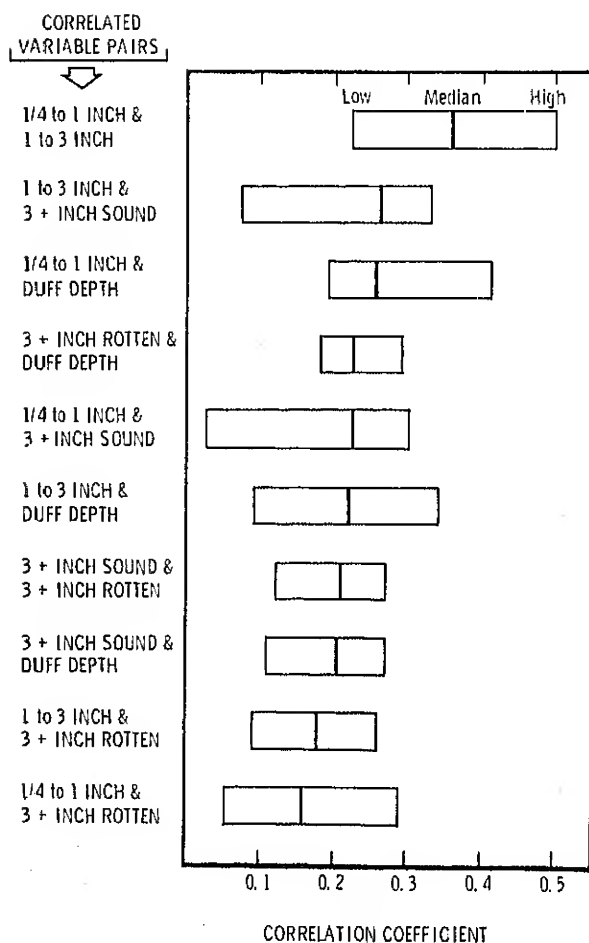 CORRELATED
VARIABLE PAIRS
Low Median High
1/4 to 1 INCH &
1 to 3 INCH
1 to 3 INCH &
3 + INCH SOUND
1/4 to 1 INCH &
DUFF DEPTH
3 + INCH ROTTEN &
DUFF DEPTH
1/4 to 1 INCH &
3 + INCH SOUND
1 to 3 INCH &
DUFF DEPTH
3 + INCH SOUND &
3 + INCH ROTTEN
3 + INCH SOUND &
DUFF DEPTH
1 to 3 INCH &
3 + INCH ROTTEN
1/4 to 1 INCH &
3 + INCH ROTTEN
0.1 0.2 0.3 0.4 0.5
CORRELATION COEFFICIENT